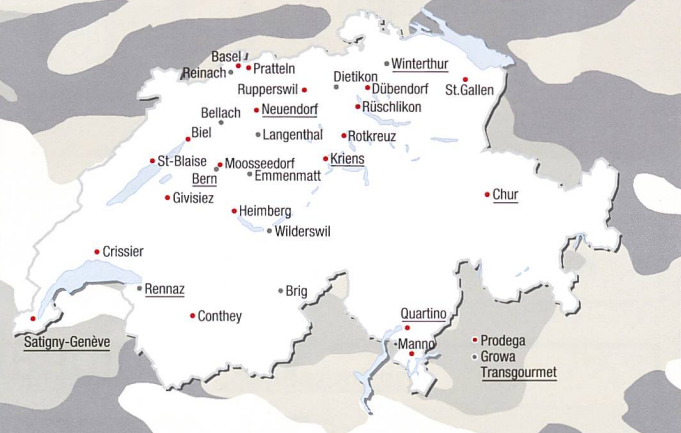 Basel
Reinach
Pratteln
Winterthur
Dietikon
Rupperswil
Dübendorf
St.Gallen
Neuendorf
Rüschlikon
Bellach
Biel
Langenthal
Rotkreuz
St-Blaise
Moosseedorf
Kriens
Bern
Emmenmatt
Givisiez
Chur
Heimberg
Wilderswil
Crissier
Rennaz
Brig
Conthey
Quartino
Satigny-Genève
Manno
Prodega
Growa
Transgourmet